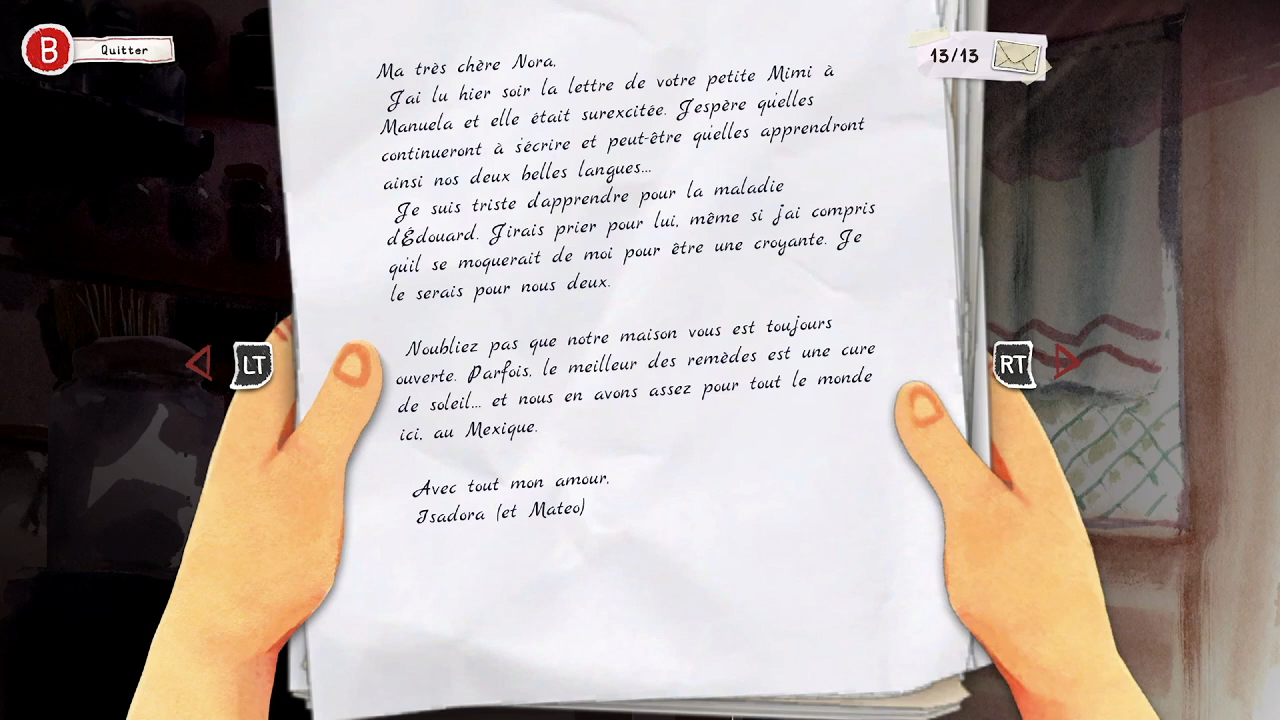 B Quitter
13/13
Ma très chère Nora,
J'ai lu hier soir la lettre de votre petite Mimi à
Manuela et elle était surexcitée. J'espère qu'elles
continueront à s'écrire et peut-être qu'elles apprendront
ainsi nos deux belles langues...
Je suis triste d'apprendre pour la maladie
d'Édouard. J'irais prier pour lui, même si j'ai compris
qu'il se moquerait de moi pour être une croyante. Je
le serais pour nous deux.
N'oubliez pas que notre maison vous est toujours
ouverte. Parfois, le meilleur des remèdes est une cure
de soleil... et nous en avons assez pour tout le monde
ici, au Mexique.
Avec tout mon amour,
Isadora (et Mateo)
LT
RT